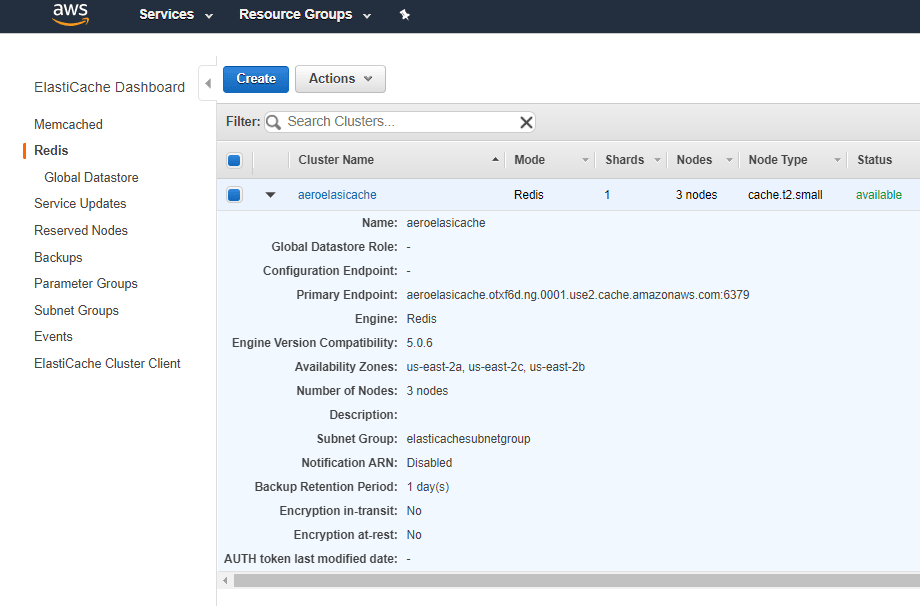 aws Services Resource Groups
ElastiCache Dashboard
Memcached
Redis
Global Datastore
Service Updates
Reserved Nodes
Backups
Parameter Groups
Subnet Groups
Events
ElastiCache Cluster Client
Create Actions
Filter: Search Clusters...
Cluster Name Mode Shards Nodes Node Type Status
aeroelasicache Redis 1 3 nodes cache.t2.small available
Name: aeroelasicache
Global Datastore Role: -
Configuration Endpoint: -
Primary Endpoint: aeroelasicache.otxf6d.ng.0001.use2.cache.amazonaws.com:6379
Engine: Redis
Engine Version Compatibility: 5.0.6
Availability Zones: us-east-2a, us-east-2c, us-east-2b
Number of Nodes: 3 nodes
Description:
Subnet Group: elasticachesubnetgroup
Notification ARN: Disabled
Backup Retention Period: 1 day(s)
Encryption in-transit: No
Encryption at-rest: No
AUTH token last modified date: -